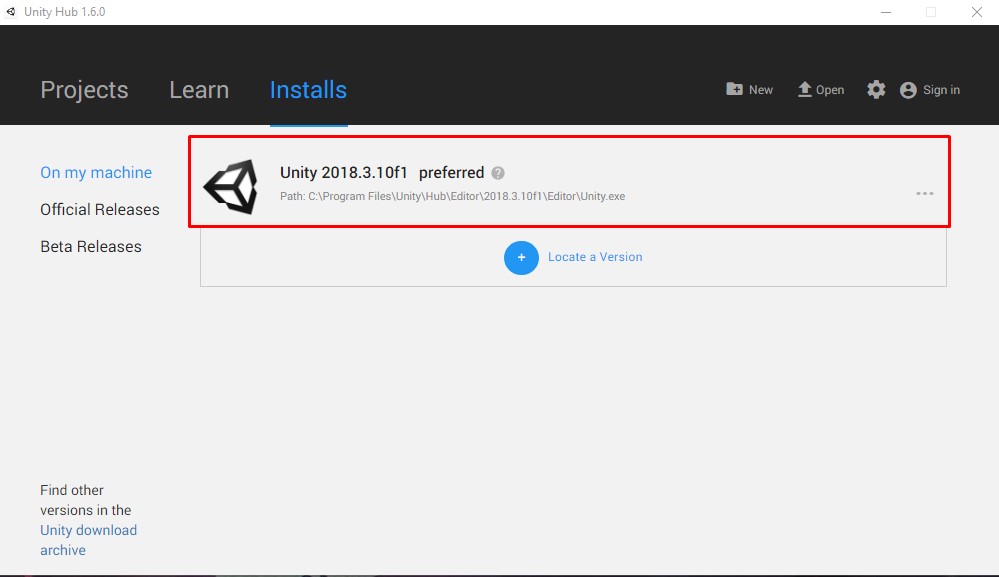 Unity Hub 1.6.0
Projects Learn Installs New Open Sign in
On my machine
Official Releases
Beta Releases
Unity 2018.3.10f1 preferred ?
Path: C:\Program Files\Unity\Hub\Editor\2018.3.10f1\Editor\Unity.exe
+ Locate a Version
Find other
versions in the
Unity download
archive